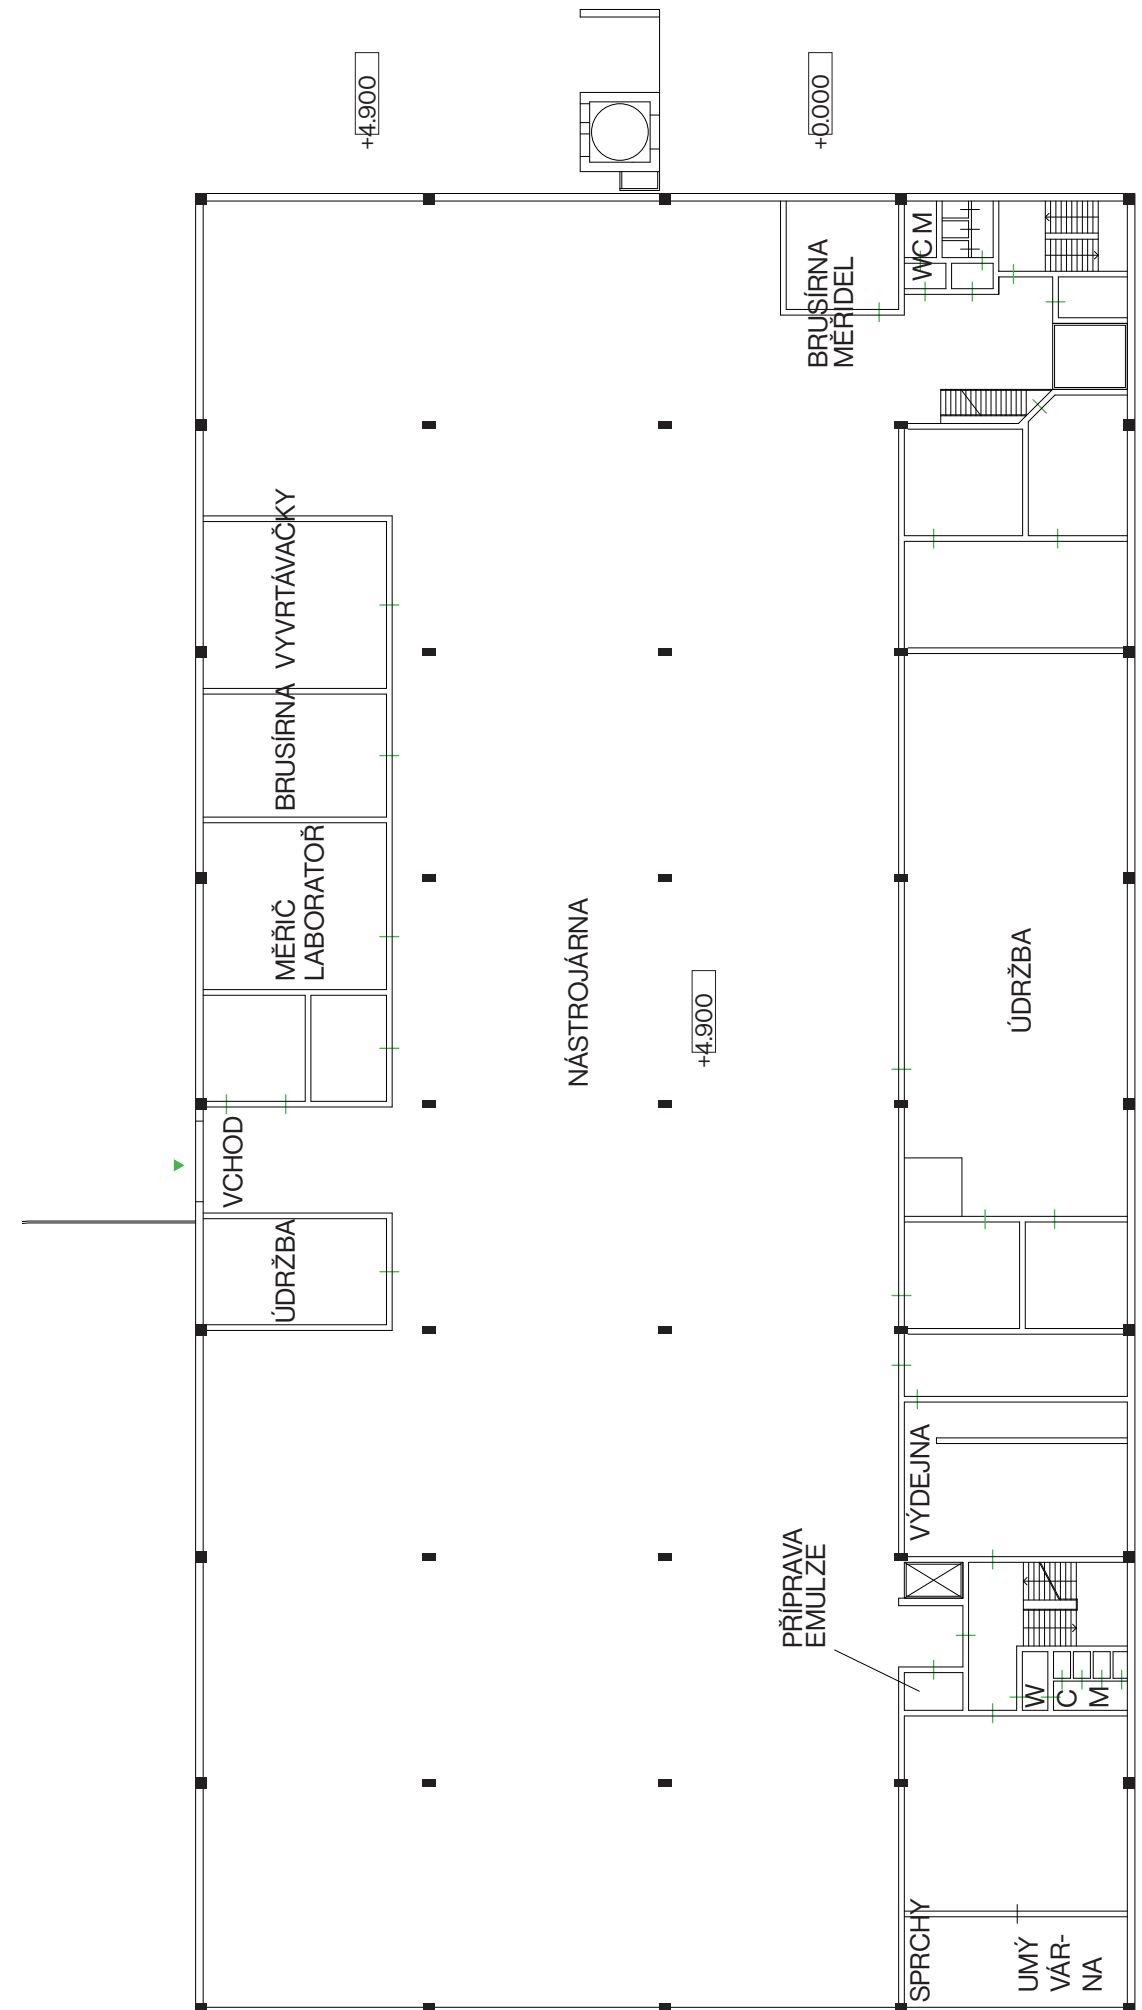 +4.900
+0.000
BRUSÍRNA
MĚŘIDEL
WC M
VYVRTÁVAČKY
BRUSÍRNA
MĚŘIČ
LABORATOŘ
NÁSTROJÁRNA
+4.900
ÚDRŽBA
VCHOD
ÚDRŽBA
VÝDEJNA
PŘÍPRAVA
EMULZE
W
C
M
SPRCHY
UMÝ
VÁR-
NA